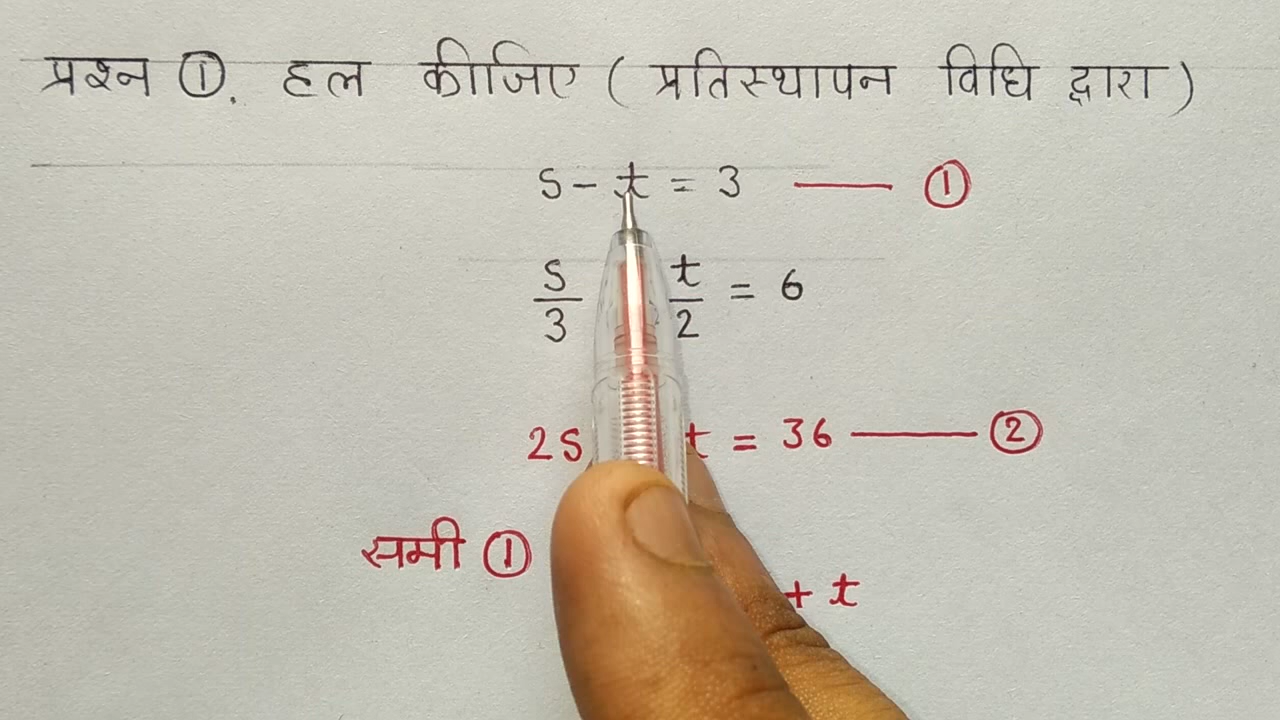 प्रश्न ①. हल कीजिए ( प्रतिस्थापन विधि द्वारा )
s - t = 3 —— ①
s/3 t/2 = 6
2s t = 36 —— ②
समी ①
+ t